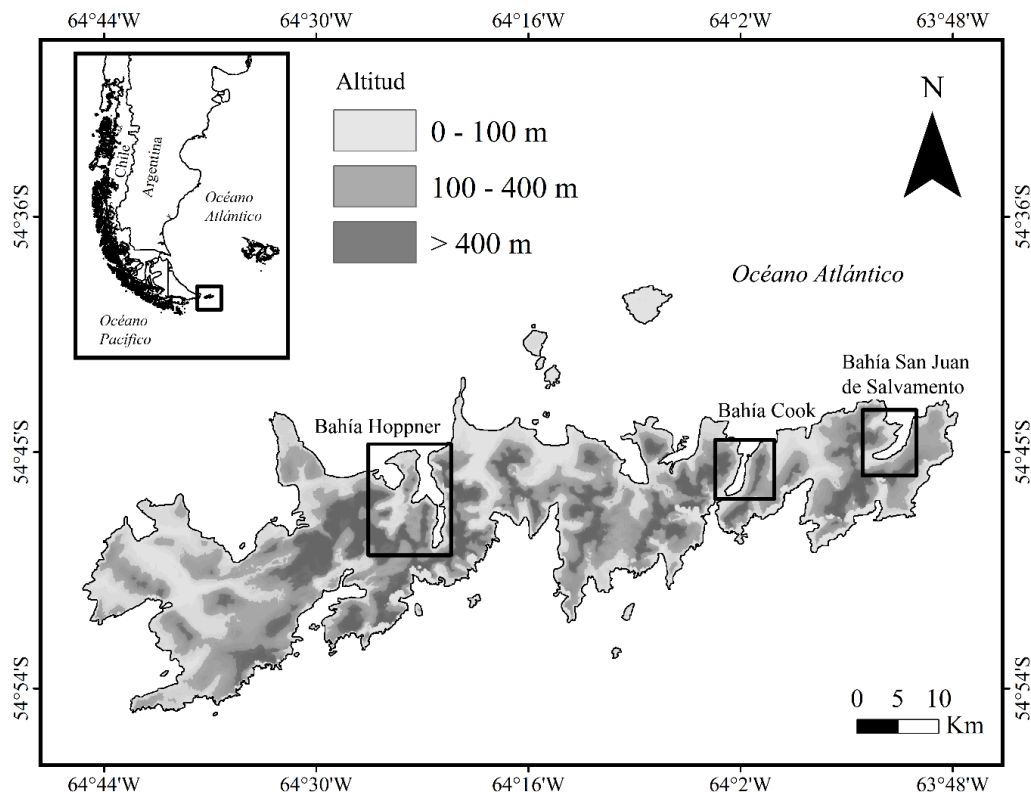 64°44'W 64°30'W 64°16'W 64°2'W 63°48'W
Altitud
0 - 100 m
100 - 400 m
> 400 m
N
Chile
Argentina
Océano
Atlántico
Océano
Pacífico
Océano Atlántico
54°36'S 54°36'S
Bahía San Juan
de Salvamento
Bahía Cook
Bahía Hoppner
54°45'S 54°45'S
54°54'S 54°54'S
0 5 10
Km
64°44'W 64°30'W 64°16'W 64°2'W 63°48'W